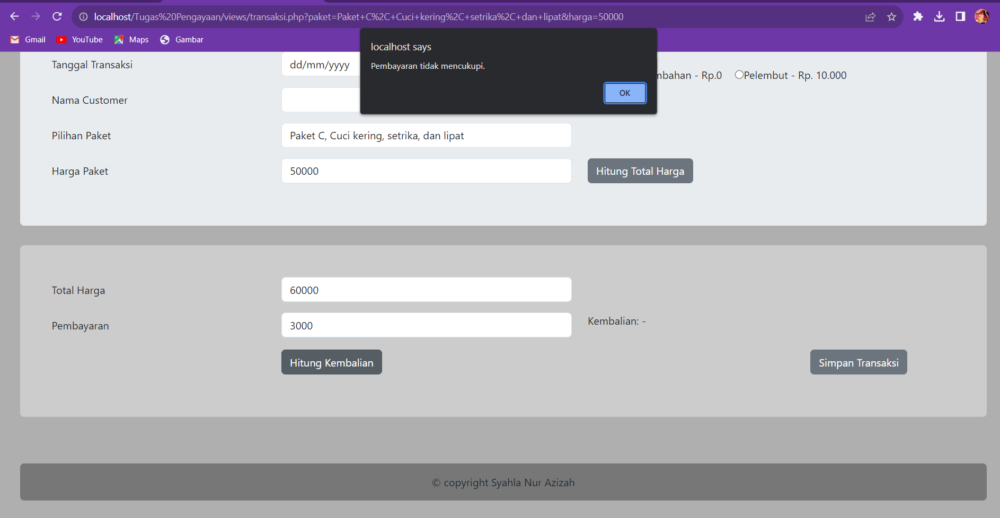 localhost/Tugas%20Pengayaan/views/transaksi.php?paket=Paket+C%2C+Cuci+kering%2C+setrika%2C+dan+lipat&harga=50000
Gmail YouTube Maps Gambar
localhost says
Pembayaran tidak mencukupi.
OK
Tanggal Transaksi dd/mm/yyyy mbahan - Rp.0 Pelembut - Rp. 10.000
Nama Customer
Pilihan Paket Paket C, Cuci kering, setrika, dan lipat
Harga Paket 50000 Hitung Total Harga
Total Harga 60000
Pembayaran 3000 Kembalian: -
Hitung Kembalian Simpan Transaksi
© copyright Syahla Nur Azizah